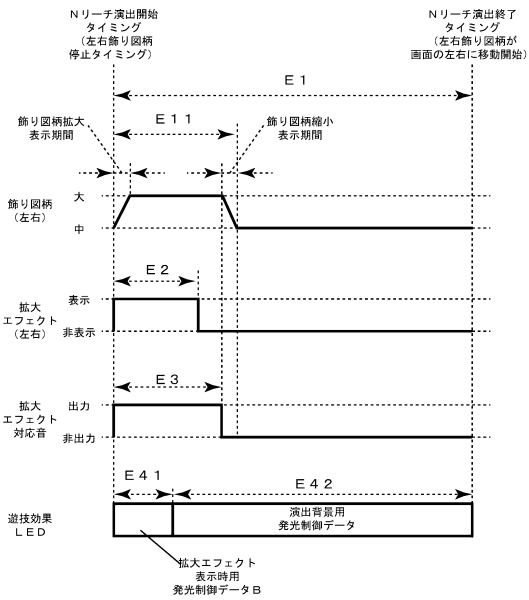 Nリーチ演出開始
タイミング
(左右飾り図柄
停止タイミング)
Nリーチ演出終了
タイミング
(左右飾り図柄が
画面の左右に移動開始)
E1
飾り図柄拡大
表示期間
E11
飾り図柄縮小
表示期間
飾り図柄
(左右)
大
中
E2
拡大
エフェクト
(左右)
表示
非表示
E3
拡大
エフェクト
対応音
出力
非出力
E41
E42
遊技効果
LED
演出背景用
発光制御データ
拡大エフェクト
表示時用
発光制御データB